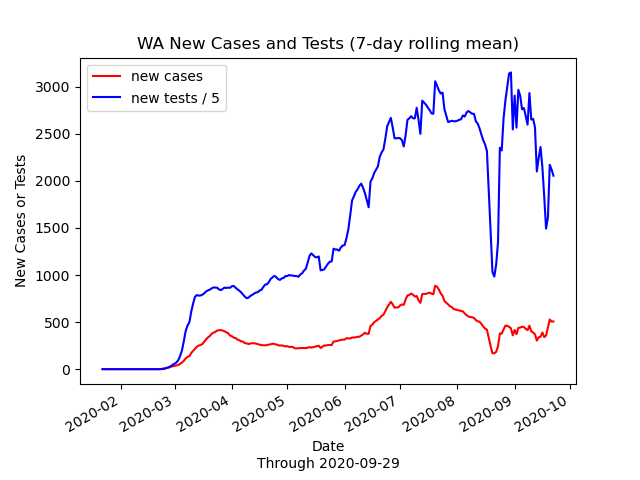 WA New Cases and Tests (7-day rolling mean)
new cases
new tests / 5
New Cases or Tests
3000
2500
2000
1500
1000
500
0
2020-02
2020-03
2020-04
2020-05
2020-06
2020-07
2020-08
2020-09
2020-10
Date
Through 2020-09-29